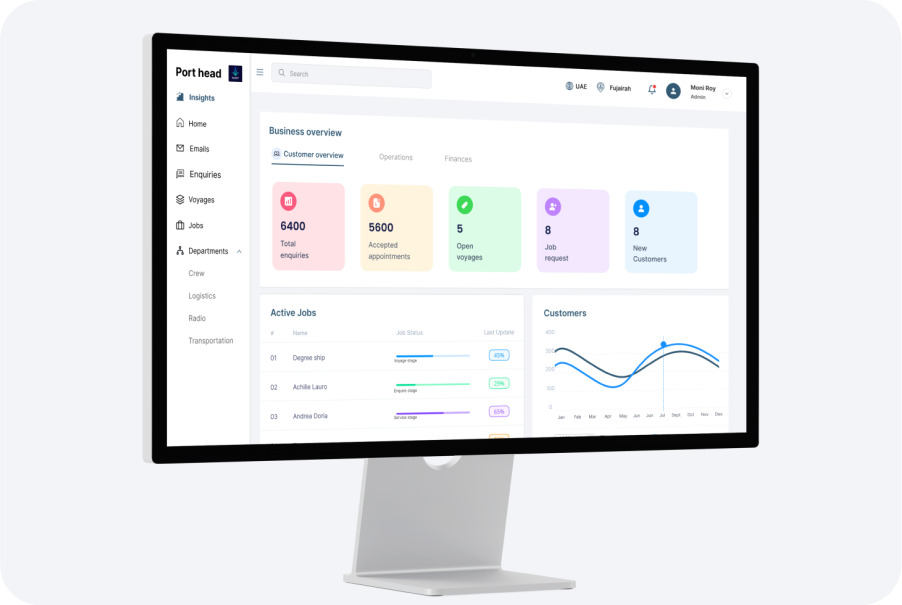 Port head
Search
UAE
Fujairah
Moni Roy
Admin
Insights
Home
Emails
Enquiries
Voyages
Jobs
Departments
Crew
Logistics
Radio
Transportation
Business overview
Customer overview
Operations
Finances
6400
Total
enquiries
5600
Accepted
appointments
5
Open
voyages
8
Job
request
8
New
Customers
Active Jobs
# Name Job Status Last Update
01 Degree ship 45%
Voyage stage
02 Achille Lauro 29%
Enquire stage
03 Andrea Doria 65%
Service stage
Customers
400
300
200
100
0
Jan Feb Mar Apr May Jun Jun Jul Sept Oct Nov Des